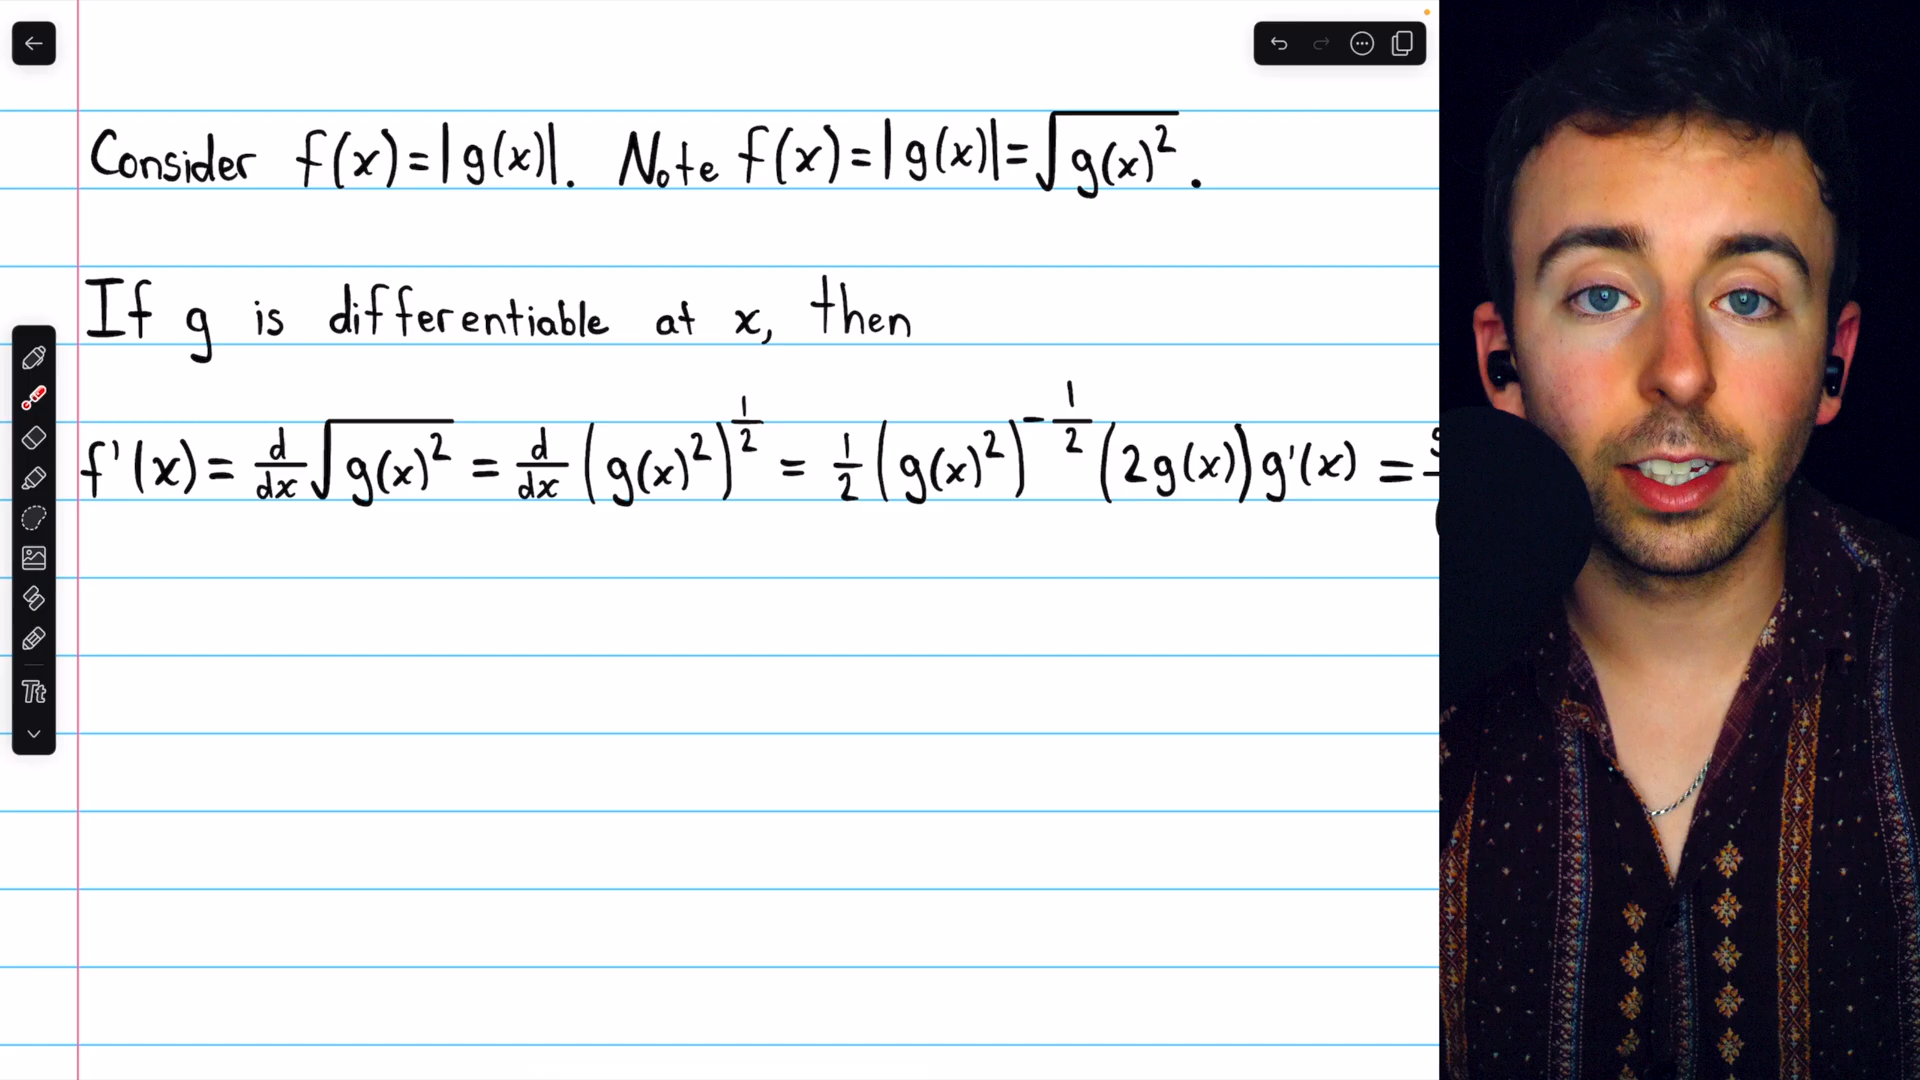 Consider f(x)=|g(x)|. Note f(x)=|g(x)|=√(g(x)²).
If g is differentiable at x, then
f'(x) = d/dx √(g(x)²) = d/dx (g(x)²)^(1/2) = 1/2 (g(x)²)^(-1/2) (2g(x)) g'(x) =
Tt